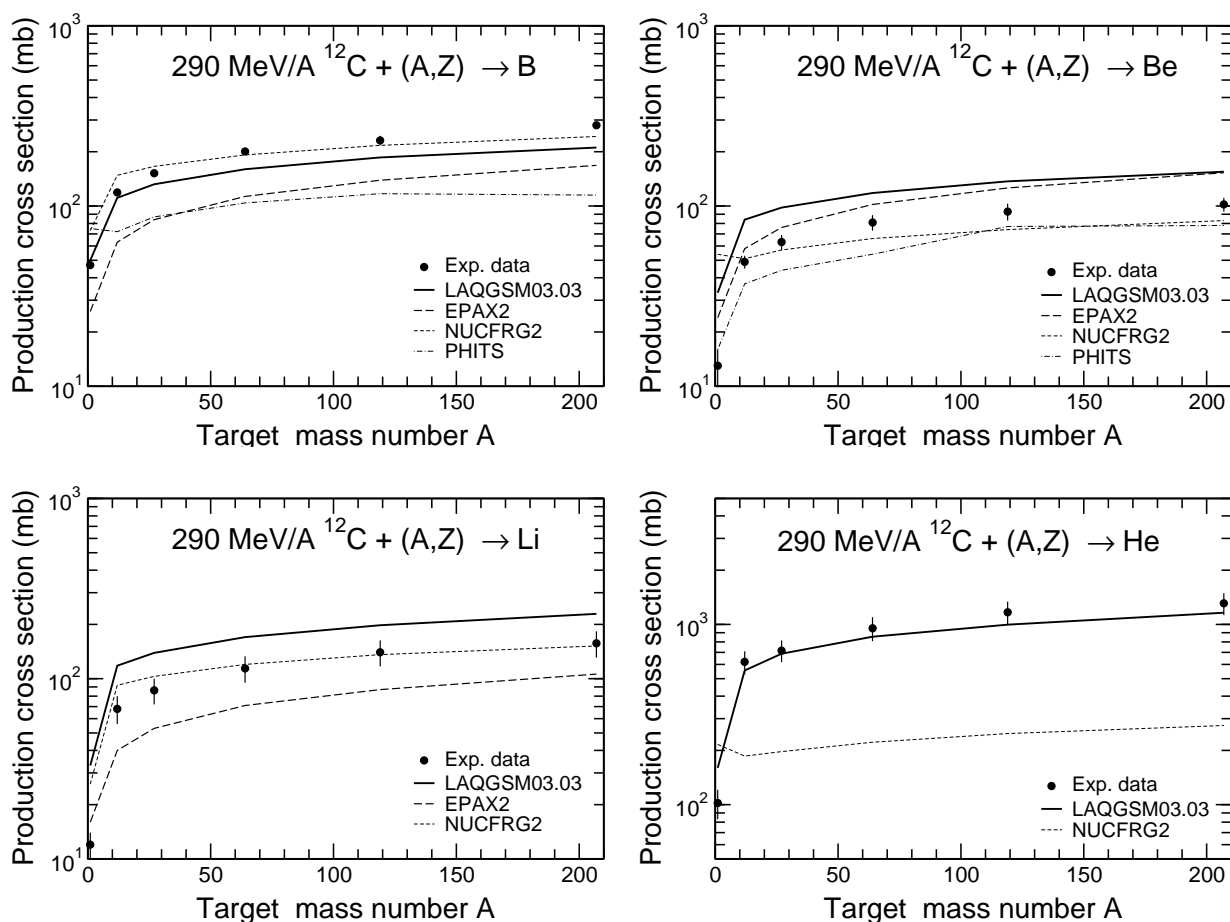 290 MeV/A ¹²C + (A,Z) → B
Production cross section (mb)
10³
10²
10¹
Exp. data
LAQGSM03.03
EPAX2
NUCFRG2
PHITS
0 50 100 150 200
Target mass number A
290 MeV/A ¹²C + (A,Z) → Be
Production cross section (mb)
10³
10²
10¹
Exp. data
LAQGSM03.03
EPAX2
NUCFRG2
PHITS
0 50 100 150 200
Target mass number A
290 MeV/A ¹²C + (A,Z) → Li
Production cross section (mb)
10³
10²
10¹
Exp. data
LAQGSM03.03
EPAX2
NUCFRG2
0 50 100 150 200
Target mass number A
290 MeV/A ¹²C + (A,Z) → He
Production cross section (mb)
10³
10²
Exp. data
LAQGSM03.03
NUCFRG2
0 50 100 150 200
Target mass number A